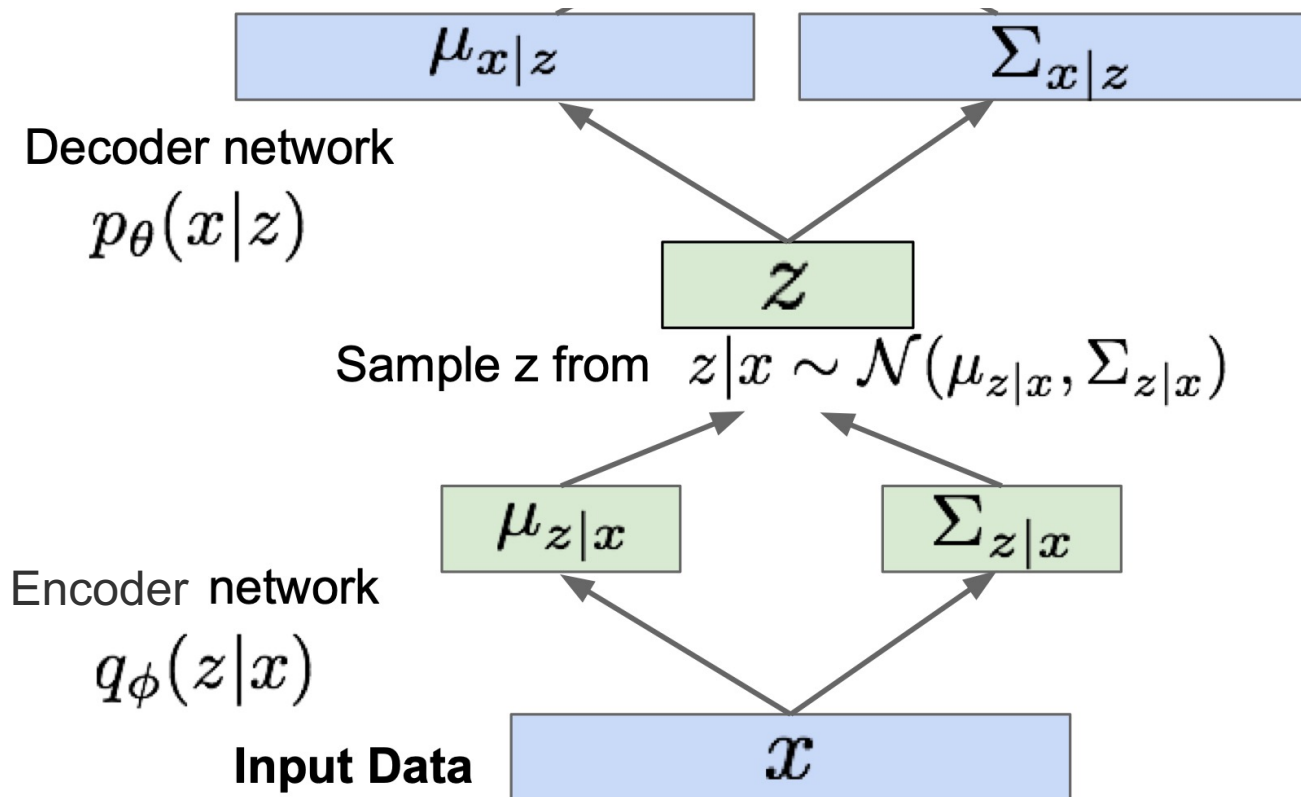 μ_{x|z} Σ_{x|z}
Decoder network
p_θ(x|z)
z
Sample z from z|x ∼ 𝒩(μ_{z|x}, Σ_{z|x})
μ_{z|x} Σ_{z|x}
Encoder network
q_ϕ(z|x)
Input Data x